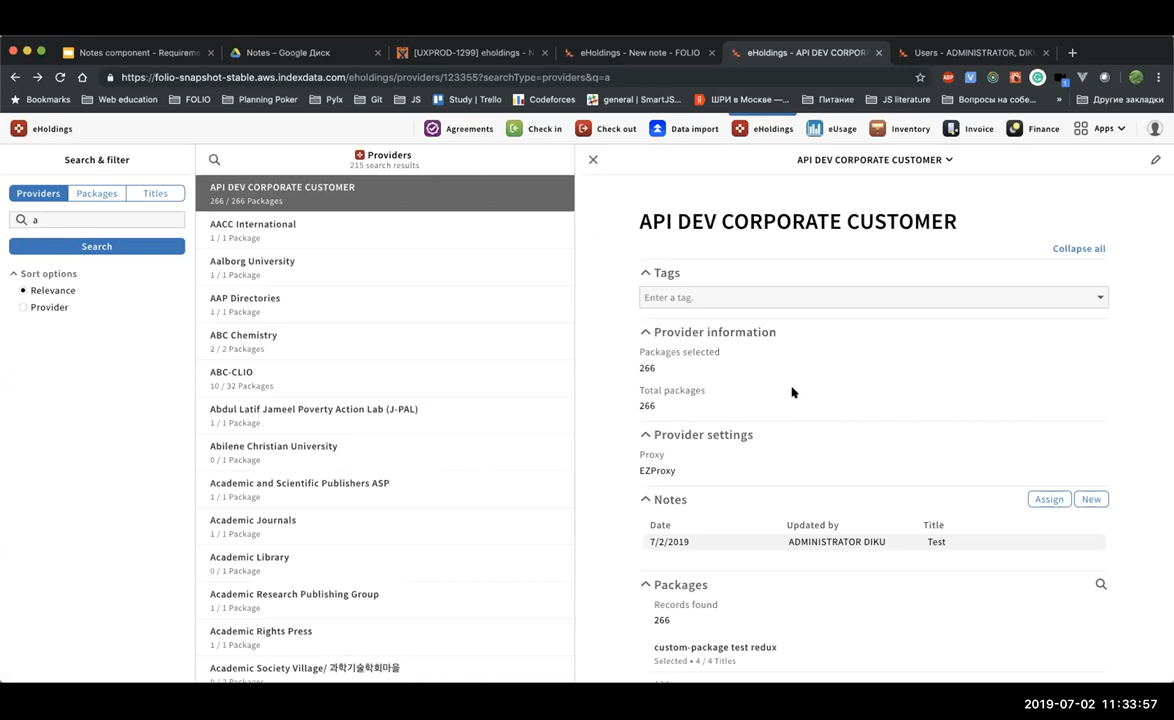 Notes component - Requireme
Notes – Google Диск
[UXPROD-1299] eholdings - N
eHoldings - New note - FOLIO
eHoldings - API DEV CORPOR
Users - ADMINISTRATOR, DIK
https://folio-snapshot-stable.aws.indexdata.com/eholdings/providers/123355?searchType=providers&q=a
Bookmarks
Web education
FOLIO
Planning Poker
Pylx
Git
JS
Study | Trello
Codeforces
general | SmartJS...
ШРИ в Москве —...
Питание
JS literature
Вопросы на собе...
»
Другие закладки
eHoldings
Agreements
Check in
Check out
Data import
eHoldings
eUsage
Inventory
Invoice
Finance
Apps
Search & filter
Providers
Packages
Titles
a
Search
Sort options
Relevance
Provider
Providers
215 search results
API DEV CORPORATE CUSTOMER
266 / 266 Packages
AACC International
1 / 1 Package
Aalborg University
1 / 1 Package
AAP Directories
1 / 1 Package
ABC Chemistry
2 / 2 Packages
ABC-CLIO
10 / 32 Packages
Abdul Latif Jameel Poverty Action Lab (J-PAL)
1 / 1 Package
Abilene Christian University
0 / 1 Package
Academic and Scientific Publishers ASP
1 / 1 Package
Academic Journals
1 / 1 Package
Academic Library
0 / 1 Package
Academic Research Publishing Group
1 / 1 Package
Academic Rights Press
1 / 1 Package
Academic Society Village/ 과학기술학회마을
API DEV CORPORATE CUSTOMER
API DEV CORPORATE CUSTOMER
Collapse all
Tags
Enter a tag.
Provider information
Packages selected
266
Total packages
266
Provider settings
Proxy
EZProxy
Notes
Assign
New
Date Updated by Title
7/2/2019 ADMINISTRATOR DIKU Test
Packages
Records found
266
custom-package test redux
Selected • 4 / 4 Titles
2019-07-02 11:33:57